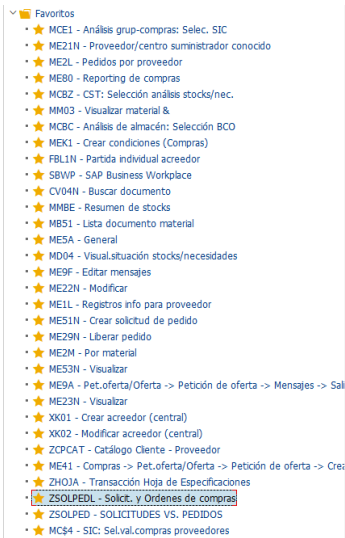 Favoritos
MCE1 - Análisis grup-compras: Selec. SIC
ME21N - Proveedor/centro suministrador conocido
ME2L - Pedidos por proveedor
ME80 - Reporting de compras
MCBZ - CST: Selección análisis stocks/nec.
MM03 - Visualizar material &
MCBC - Análisis de almacén: Selección BCO
MEK1 - Crear condiciones (Compras)
FBL1N - Partida individual acreedor
SBWP - SAP Business Workplace
CV04N - Buscar documento
MMBE - Resumen de stocks
MB51 - Lista documento material
ME5A - General
MD04 - Visual.situación stocks/necesidades
ME9F - Editar mensajes
ME22N - Modificar
ME1L - Registros info para proveedor
ME51N - Crear solicitud de pedido
ME29N - Liberar pedido
ME2M - Por material
ME53N - Visualizar
ME9A - Pet.oferta/Oferta -> Petición de oferta -> Mensajes -> Sali
ME23N - Visualizar
XK01 - Crear acreedor (central)
XK02 - Modificar acreedor (central)
ZCPCAT - Catálogo Cliente - Proveedor
ME41 - Compras -> Pet.oferta/Oferta -> Petición de oferta -> Crea
ZHOJA - Transacción Hoja de Especificaciones
ZSOLPEDL - Solicit. y Ordenes de compras
ZSOLPED - SOLICITUDES VS. PEDIDOS
MC$4 - SIC: Sel.val.compras proveedores